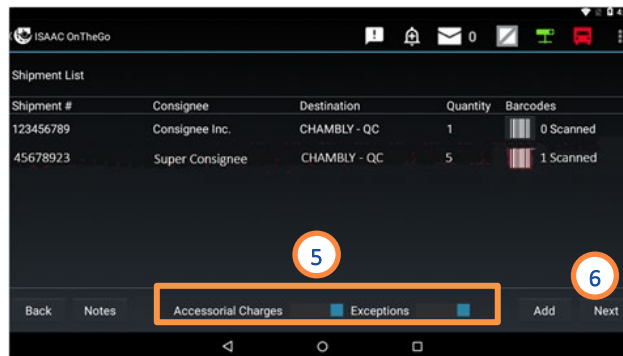 ISAAC OnTheGo 0
Shipment List
Shipment # Consignee Destination Quantity Barcodes
123456789 Consignee Inc. CHAMBLY - QC 1 0 Scanned
45678923 Super Consignee CHAMBLY - QC 5 1 Scanned
5
6
Back Notes Accessorial Charges Exceptions Add Next